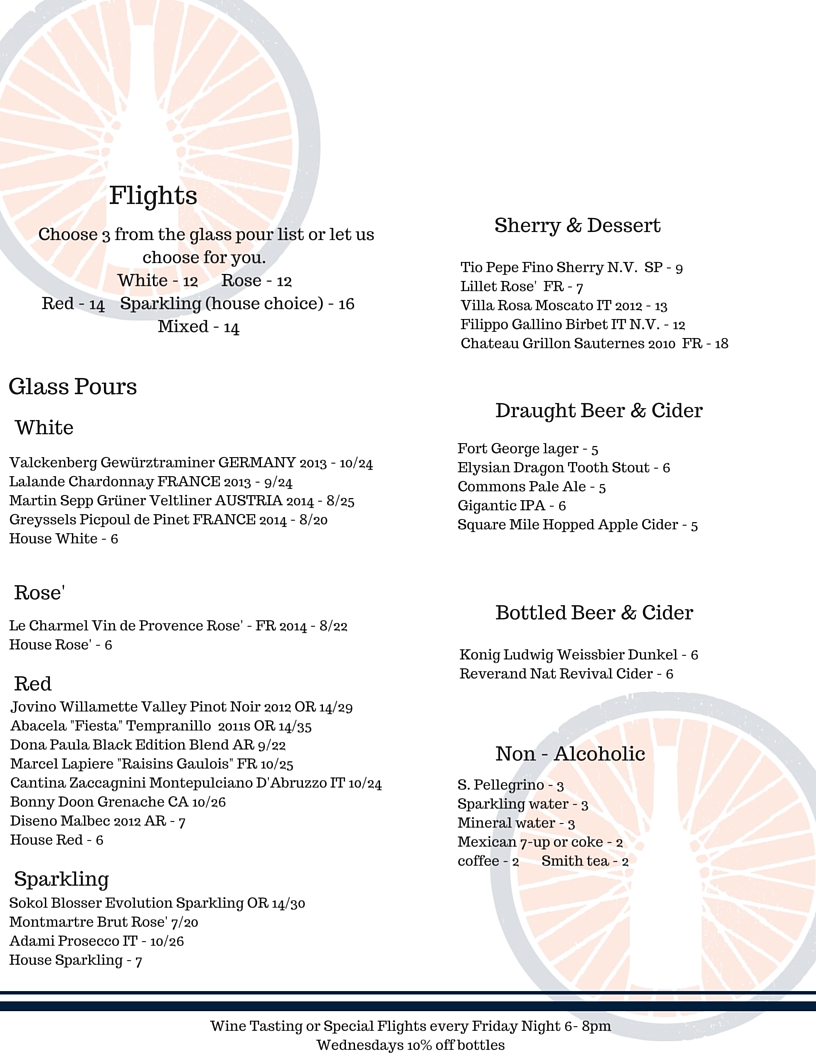 Flights
Choose 3 from the glass pour list or let us
choose for you.
White - 12 Rose - 12
Red - 14 Sparkling (house choice) - 16
Mixed - 14
Glass Pours
White
Valckenberg Gewürztraminer GERMANY 2013 - 10/24
Lalande Chardonnay FRANCE 2013 - 9/24
Martin Sepp Grüner Veltliner AUSTRIA 2014 - 8/25
Greyssels Picpoul de Pinet FRANCE 2014 - 8/20
House White - 6
Rose'
Le Charmel Vin de Provence Rose' - FR 2014 - 8/22
House Rose' - 6
Red
Jovino Willamette Valley Pinot Noir 2012 OR 14/29
Abacela "Fiesta" Tempranillo 2011s OR 14/35
Dona Paula Black Edition Blend AR 9/22
Marcel Lapiere "Raisins Gaulois" FR 10/25
Cantina Zaccagnini Montepulciano D'Abruzzo IT 10/24
Bonny Doon Grenache CA 10/26
Diseno Malbec 2012 AR - 7
House Red - 6
Sparkling
Sokol Blosser Evolution Sparkling OR 14/30
Montmartre Brut Rose' 7/20
Adami Prosecco IT - 10/26
House Sparkling - 7
Sherry & Dessert
Tio Pepe Fino Sherry N.V. SP - 9
Lillet Rose' FR - 7
Villa Rosa Moscato IT 2012 - 13
Filippo Gallino Birbet IT N.V. - 12
Chateau Grillon Sauternes 2010 FR - 18
Draught Beer & Cider
Fort George lager - 5
Elysian Dragon Tooth Stout - 6
Commons Pale Ale - 5
Gigantic IPA - 6
Square Mile Hopped Apple Cider - 5
Bottled Beer & Cider
Konig Ludwig Weissbier Dunkel - 6
Reverand Nat Revival Cider - 6
Non - Alcoholic
S. Pellegrino - 3
Sparkling water - 3
Mineral water - 3
Mexican 7-up or coke - 2
coffee - 2 Smith tea - 2
Wine Tasting or Special Flights every Friday Night 6- 8pm
Wednesdays 10% off bottles